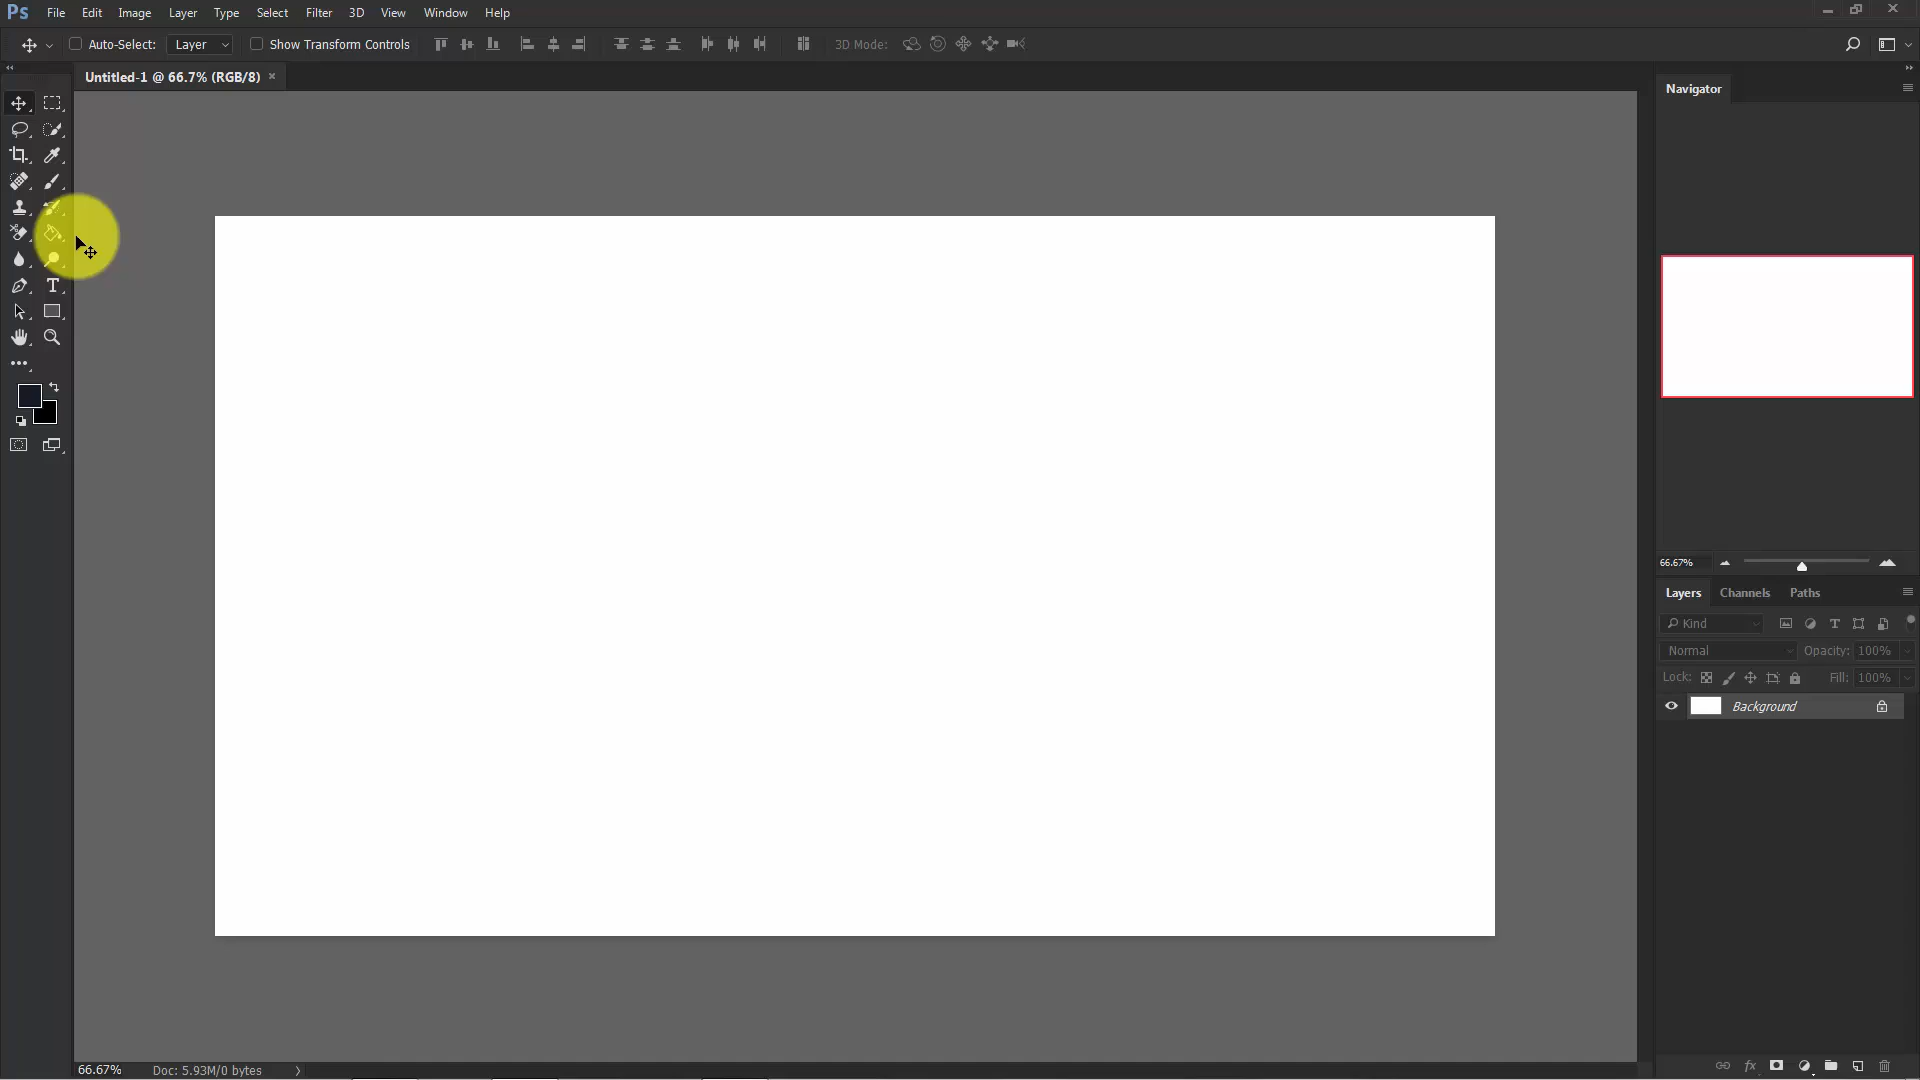 Ps File Edit Image Layer Type Select Filter 3D View Window Help
Auto-Select: Layer Show Transform Controls 3D Mode:
Untitled-1 @ 66.7% (RGB/8) ×
Navigator
T
66.67%
Layers Channels Paths
Kind T
Normal Opacity: 100%
Lock: Fill: 100%
Background
66.67% Doc: 5.93M/0 bytes
fx